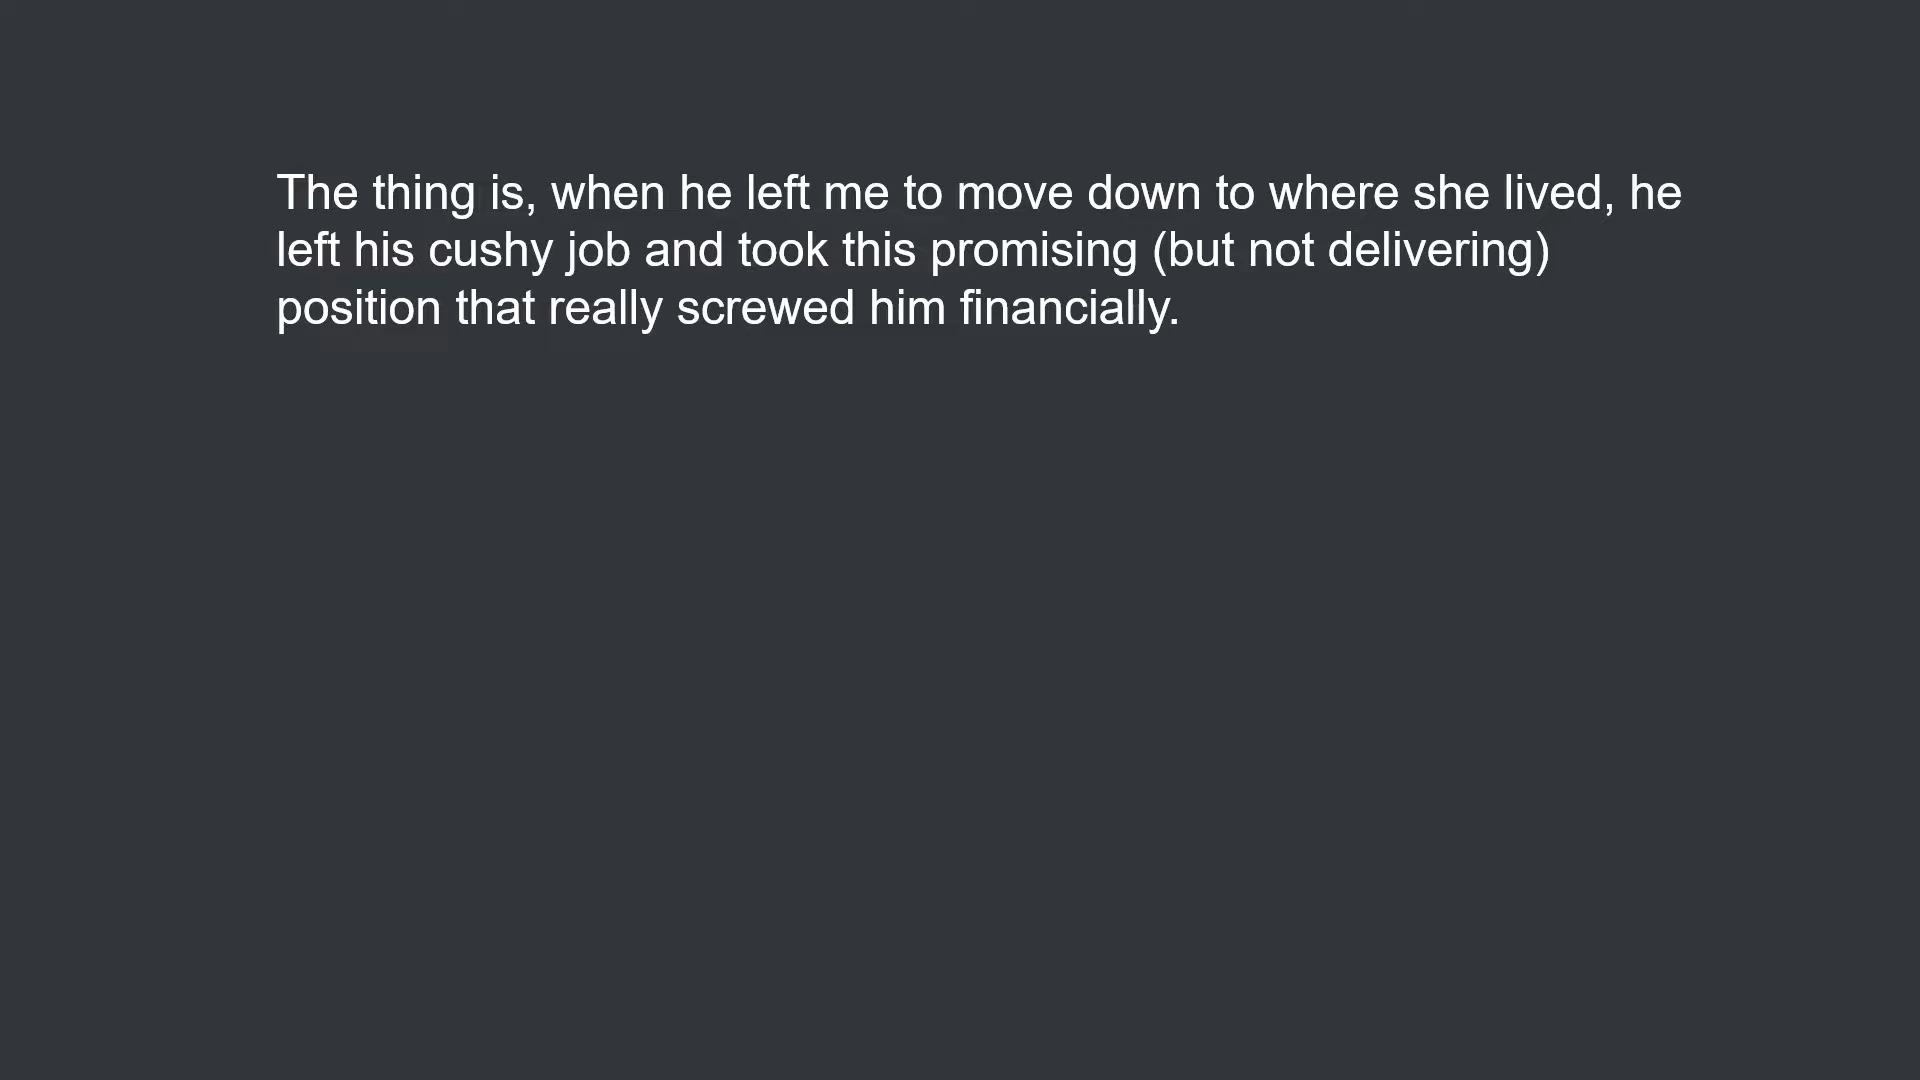 The thing is, when he left me to move down to where she lived, he
left his cushy job and took this promising (but not delivering)
position that really screwed him financially.